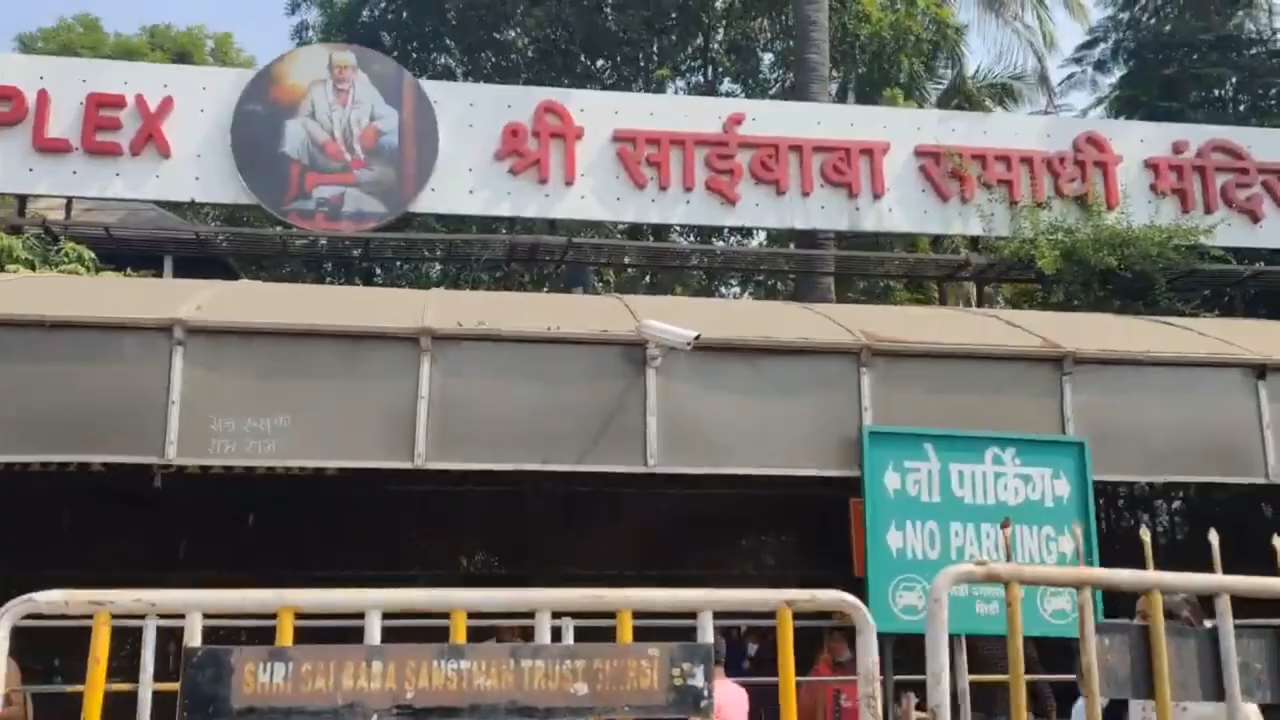 PLEX
श्री साईबाबा समाधी मंदिर
राम राम
नो पार्किंग
NO PARKING
शिर्डी
SHRI SAI BABA SANSTHAN TRUST SHIRDI